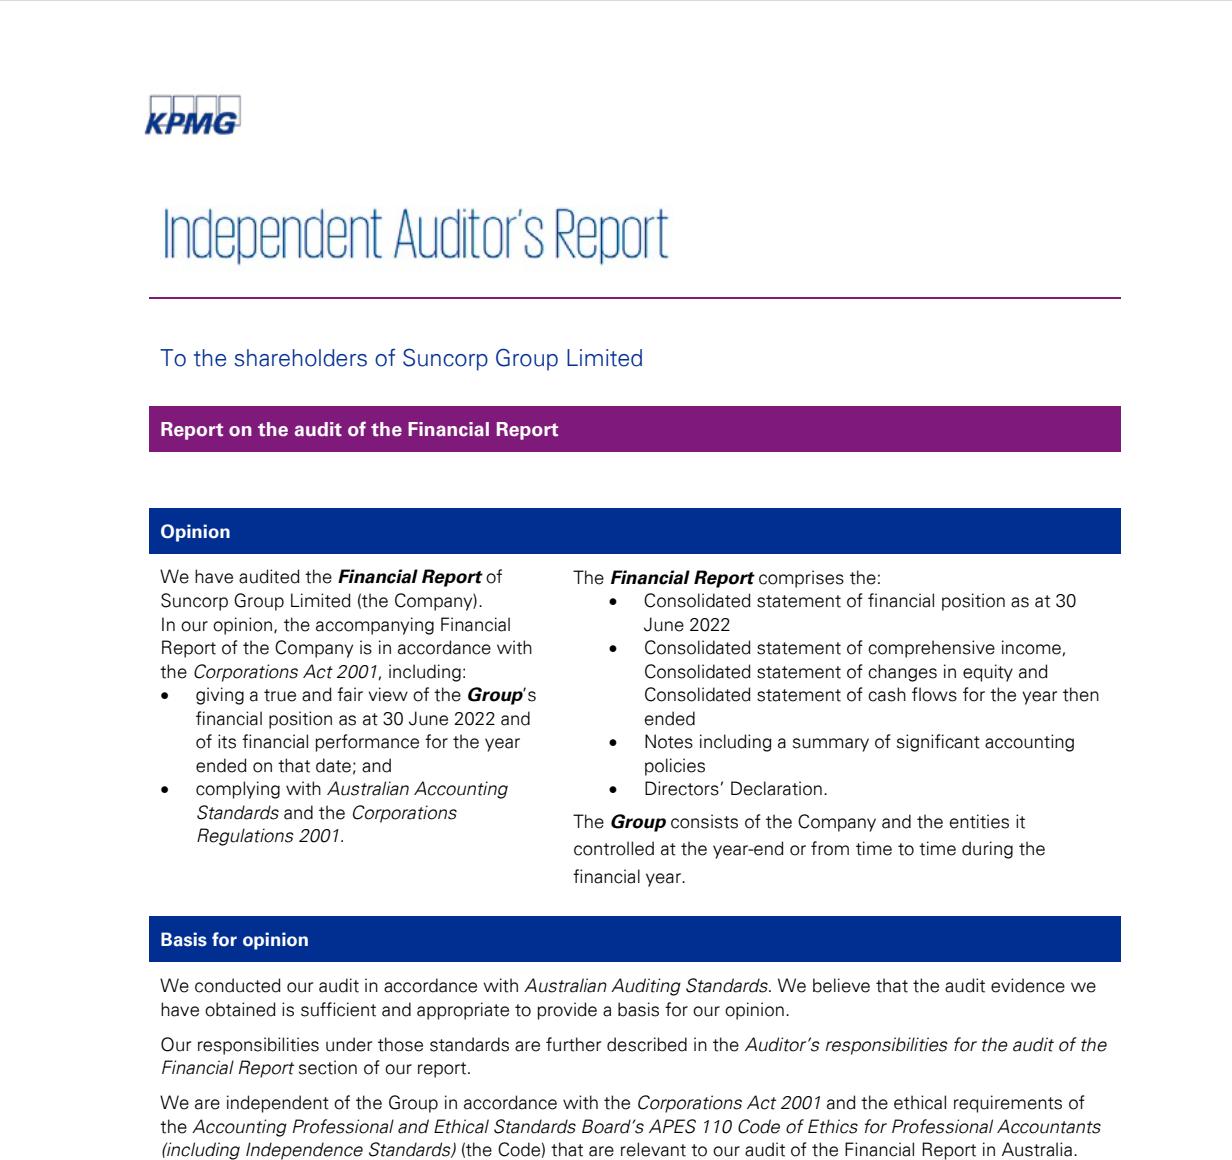 KPMG
Independent Auditor's Report
To the shareholders of Suncorp Group Limited
Report on the audit of the Financial Report
Opinion
We have audited the Financial Report of
Suncorp Group Limited (the Company).
In our opinion, the accompanying Financial
Report of the Company is in accordance with
the Corporations Act 2001, including:
• giving a true and fair view of the Group's
financial position as at 30 June 2022 and
of its financial performance for the year
ended on that date; and
• complying with Australian Accounting
Standards and the Corporations
Regulations 2001.
The Financial Report comprises the:
• Consolidated statement of financial position as at 30
June 2022
• Consolidated statement of comprehensive income,
Consolidated statement of changes in equity and
Consolidated statement of cash flows for the year then
ended
• Notes including a summary of significant accounting
policies
• Directors' Declaration.
The Group consists of the Company and the entities it
controlled at the year-end or from time to time during the
financial year.
Basis for opinion
We conducted our audit in accordance with Australian Auditing Standards. We believe that the audit evidence we
have obtained is sufficient and appropriate to provide a basis for our opinion.
Our responsibilities under those standards are further described in the Auditor's responsibilities for the audit of the
Financial Report section of our report.
We are independent of the Group in accordance with the Corporations Act 2001 and the ethical requirements of
the Accounting Professional and Ethical Standards Board's APES 110 Code of Ethics for Professional Accountants
(including Independence Standards) (the Code) that are relevant to our audit of the Financial Report in Australia.